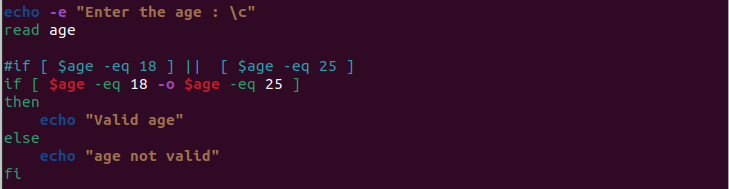 echo -e "Enter the age : \c"
read age
#if [ $age -eq 18 ] || [ $age -eq 25 ]
if [ $age -eq 18 -o $age -eq 25 ]
then
    echo "Valid age"
else
    echo "age not valid"
fi